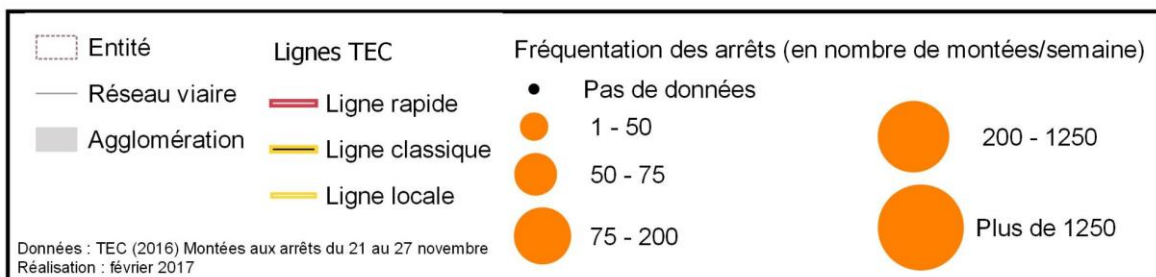 Entité
Réseau viaire
Agglomération
Lignes TEC
Ligne rapide
Ligne classique
Ligne locale
Fréquentation des arrêts (en nombre de montées/semaine)
Pas de données
1 - 50
50 - 75
75 - 200
200 - 1250
Plus de 1250
Données : TEC (2016) Montées aux arrêts du 21 au 27 novembre
Réalisation : février 2017